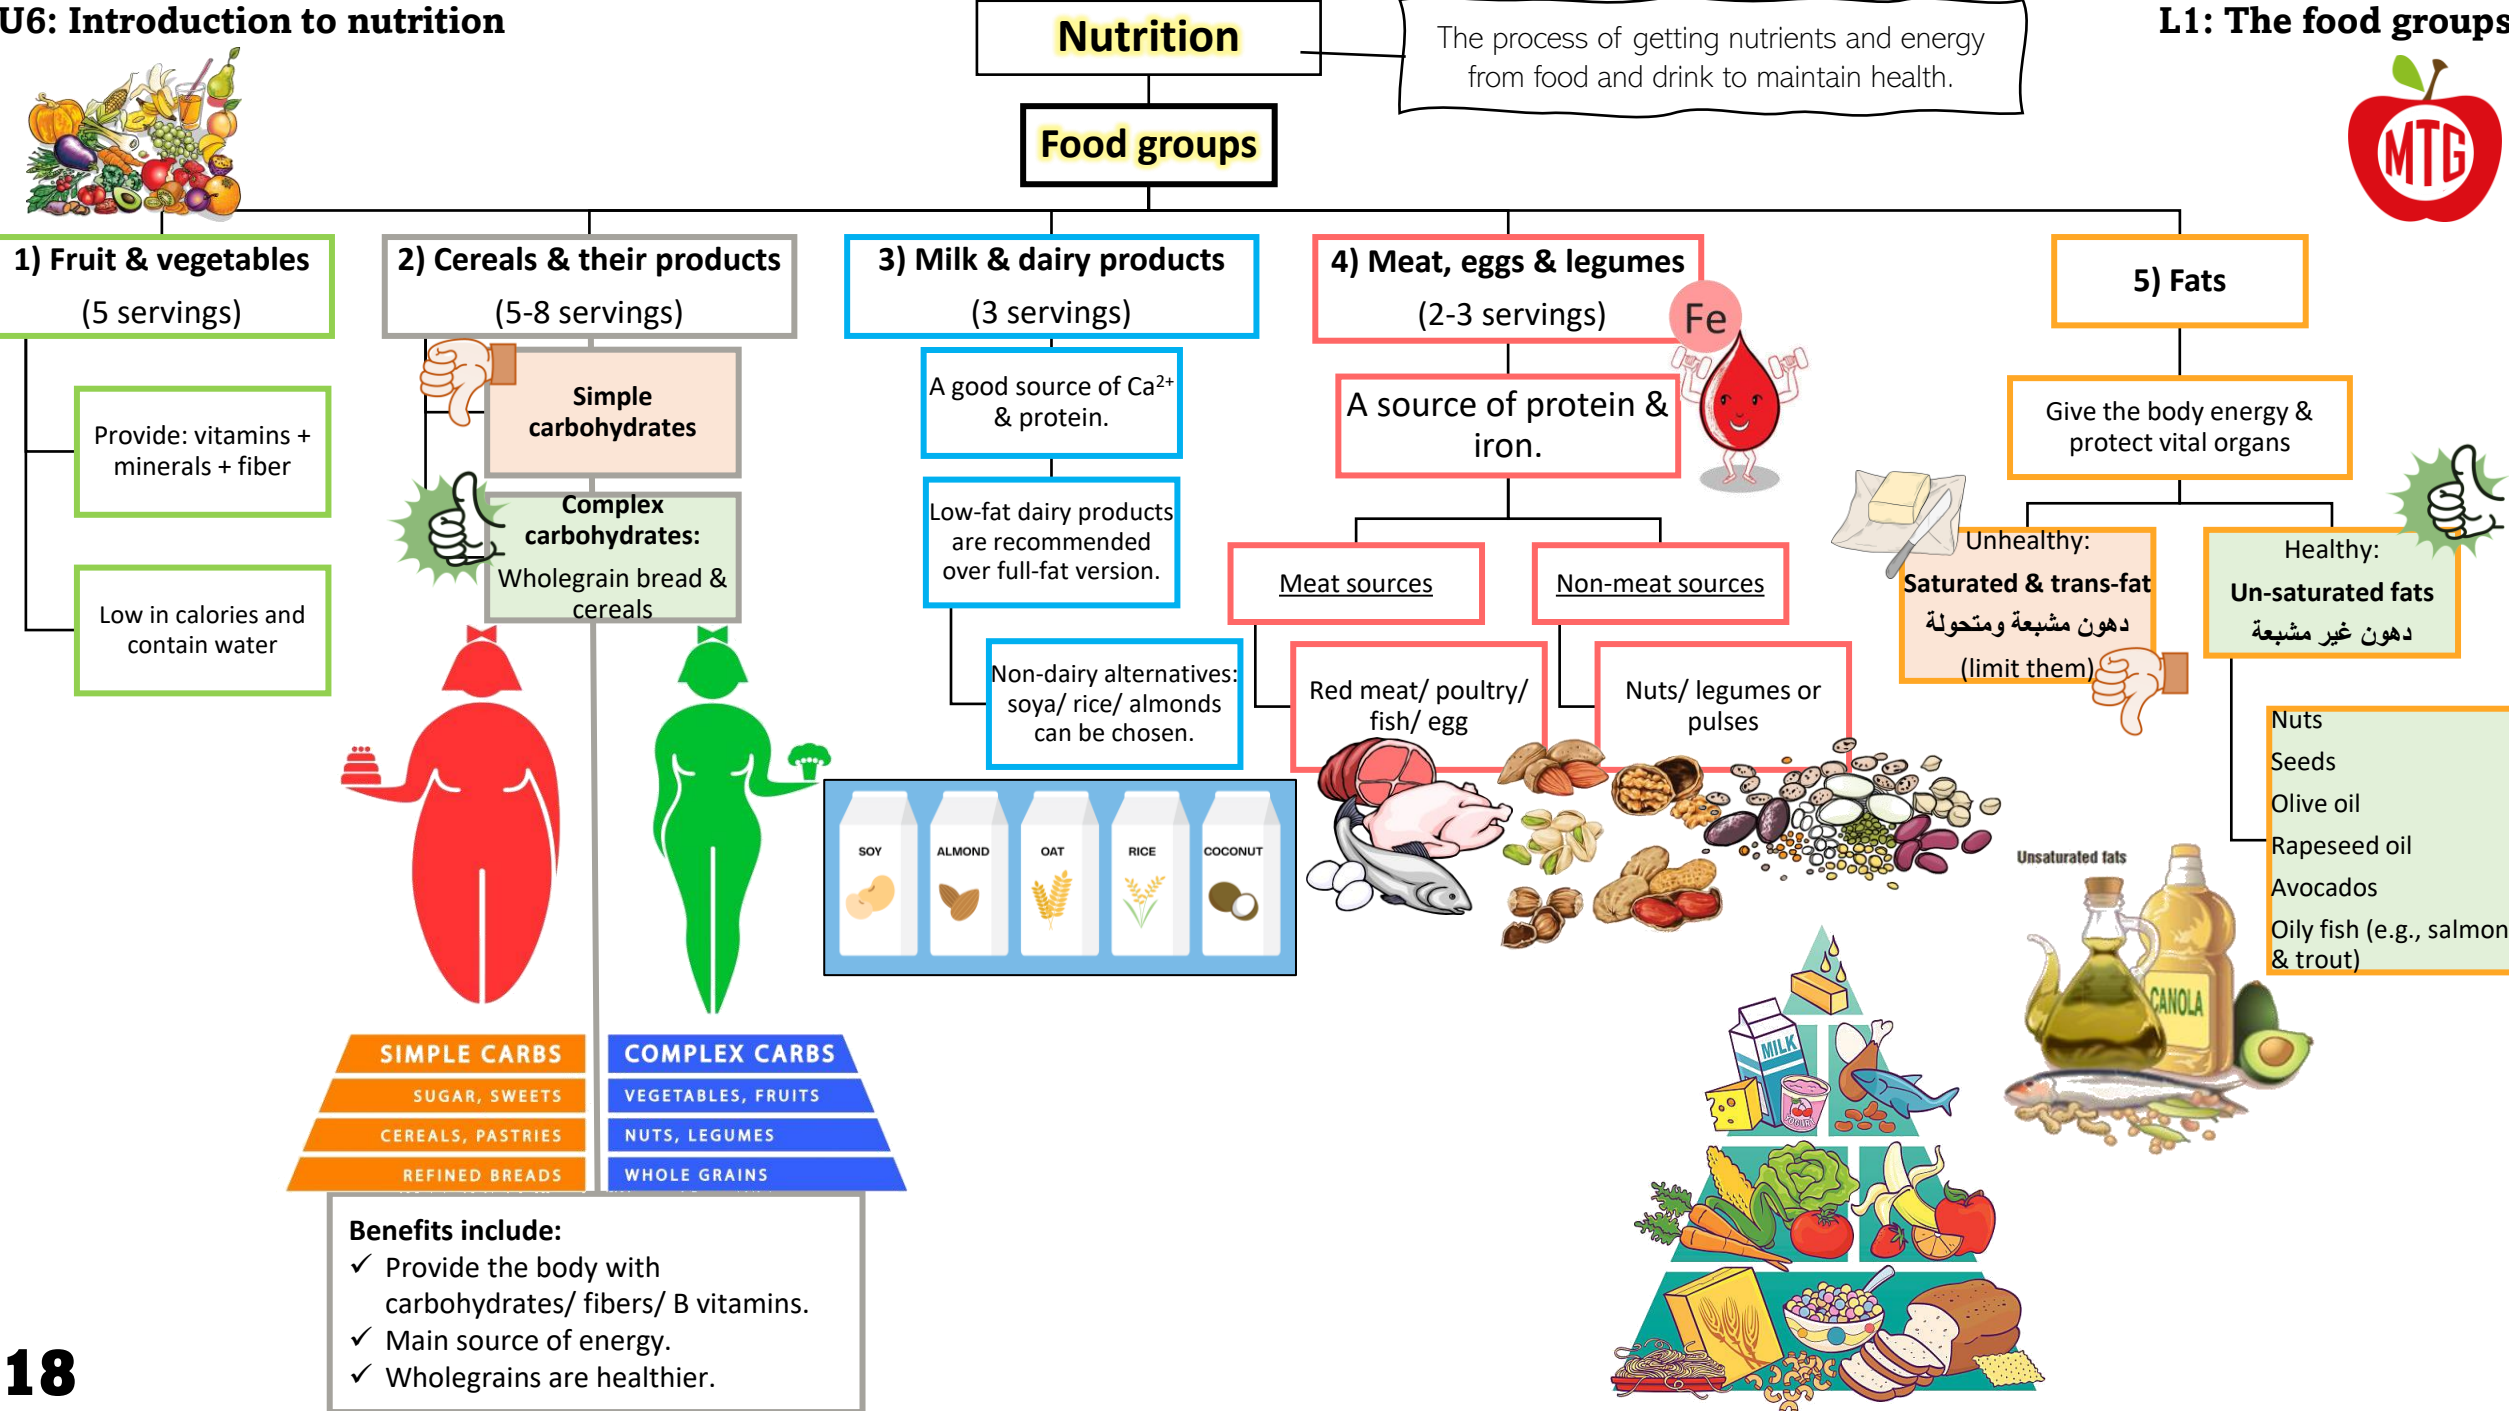 U6: Introduction to nutrition
L1: The food groups
MTG
Nutrition
The process of getting nutrients and energy
from food and drink to maintain health.
Food groups
1) Fruit & vegetables
(5 servings)
Provide: vitamins +
minerals + fiber
Low in calories and
contain water
2) Cereals & their products
(5-8 servings)
Simple
carbohydrates
Complex
carbohydrates:
Wholegrain bread &
cereals
SIMPLE CARBS
SUGAR, SWEETS
CEREALS, PASTRIES
REFINED BREADS
COMPLEX CARBS
VEGETABLES, FRUITS
NUTS, LEGUMES
WHOLE GRAINS
Benefits include:
✓ Provide the body with
carbohydrates/ fibers/ B vitamins.
✓ Main source of energy.
✓ Wholegrains are healthier.
3) Milk & dairy products
(3 servings)
A good source of Ca²⁺
& protein.
Low-fat dairy products
are recommended
over full-fat version.
Non-dairy alternatives:
soya/ rice/ almonds
can be chosen.
SOY
ALMOND
OAT
RICE
COCONUT
4) Meat, eggs & legumes
(2-3 servings)
Fe
A source of protein &
iron.
Meat sources
Red meat/ poultry/
fish/ egg
Non-meat sources
Nuts/ legumes or
pulses
5) Fats
Give the body energy &
protect vital organs
Unhealthy:
Saturated & trans-fat
دهون مشبعة ومتحولة
(limit them)
Healthy:
Un-saturated fats
دهون غير مشبعة
Nuts
Seeds
Olive oil
Rapeseed oil
Avocados
Oily fish (e.g., salmon
& trout)
Unsaturated fats
CANOLA
MILK
YOGURT
18